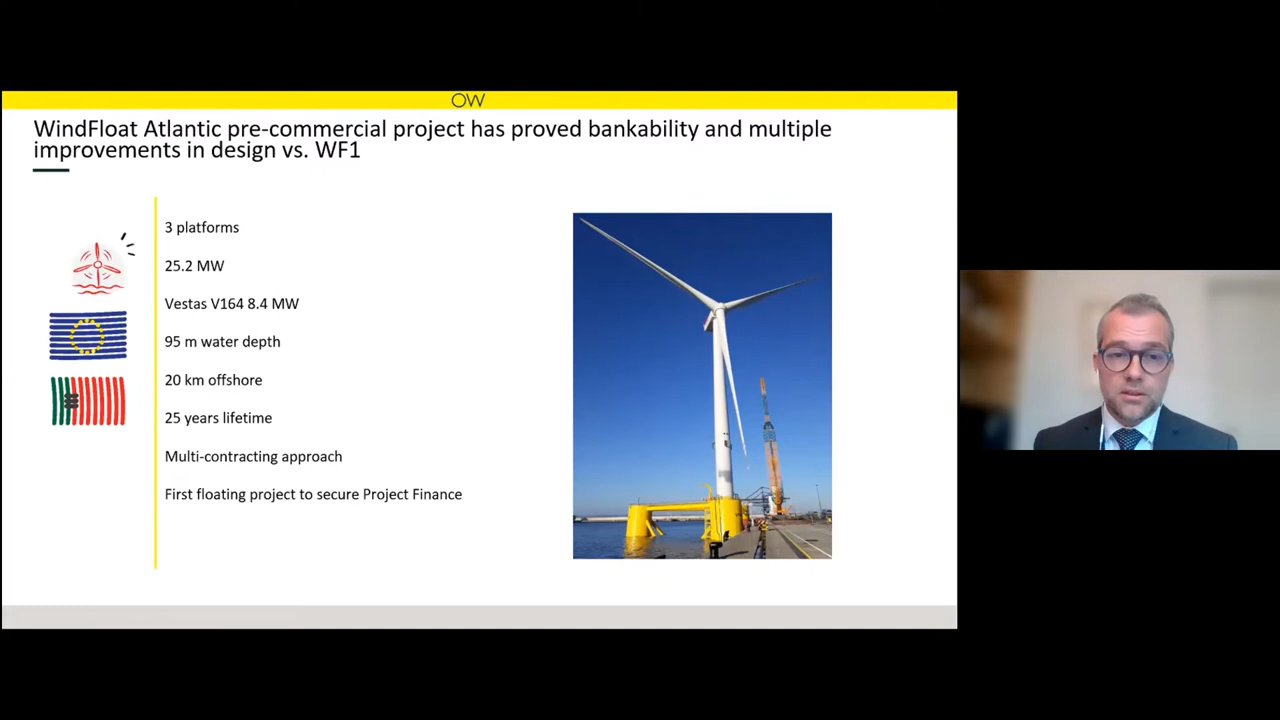 OW
WindFloat Atlantic pre-commercial project has proved bankability and multiple
improvements in design vs. WF1
3 platforms
25.2 MW
Vestas V164 8.4 MW
95 m water depth
20 km offshore
25 years lifetime
Multi-contracting approach
First floating project to secure Project Finance